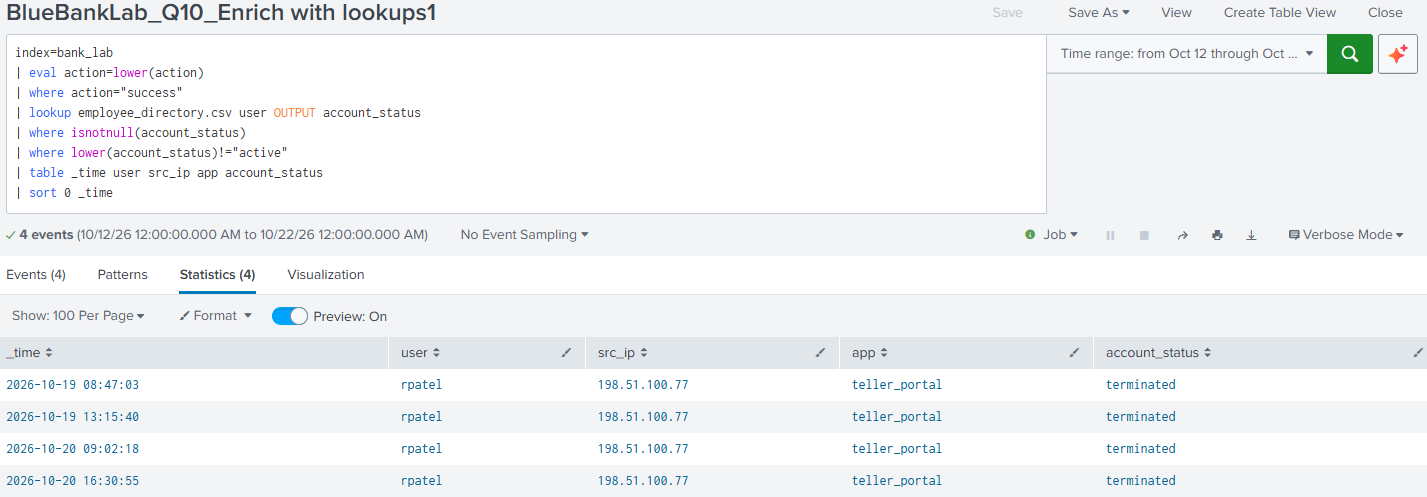 BlueBankLab_Q10_Enrich with lookups1
Save Save As View Create Table View Close
index=bank_lab
| eval action=lower(action)
| where action="success"
| lookup employee_directory.csv user OUTPUT account_status
| where isnotnull(account_status)
| where lower(account_status)!="active"
| table _time user src_ip app account_status
| sort 0 _time
Time range: from Oct 12 through Oct ...
4 events (10/12/26 12:00:00.000 AM to 10/22/26 12:00:00.000 AM) No Event Sampling Job Verbose Mode
Events (4) Patterns Statistics (4) Visualization
Show: 100 Per Page Format Preview: On
_time user src_ip app account_status
2026-10-19 08:47:03 rpatel 198.51.100.77 teller_portal terminated
2026-10-19 13:15:40 rpatel 198.51.100.77 teller_portal terminated
2026-10-20 09:02:18 rpatel 198.51.100.77 teller_portal terminated
2026-10-20 16:30:55 rpatel 198.51.100.77 teller_portal terminated